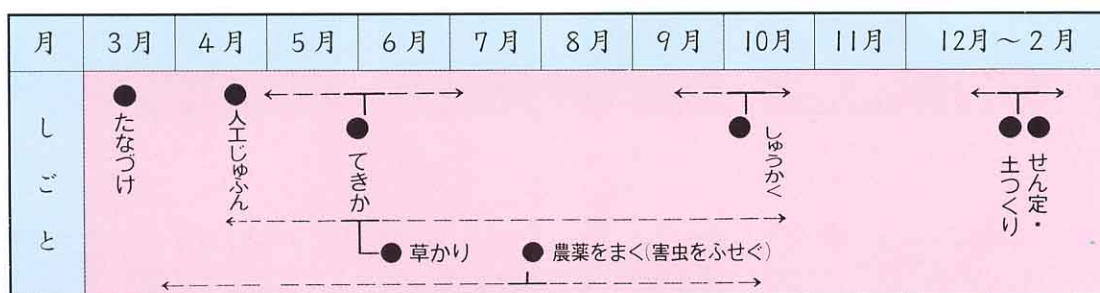 月 3月 4月 5月 6月 7月 8月 9月 10月 11月 12月～2月
しごと
たなづけ
人工じゅふん
てきか
しゅうかく
せん定・
土つくり
草かり
農薬をまく(害虫をふせぐ)